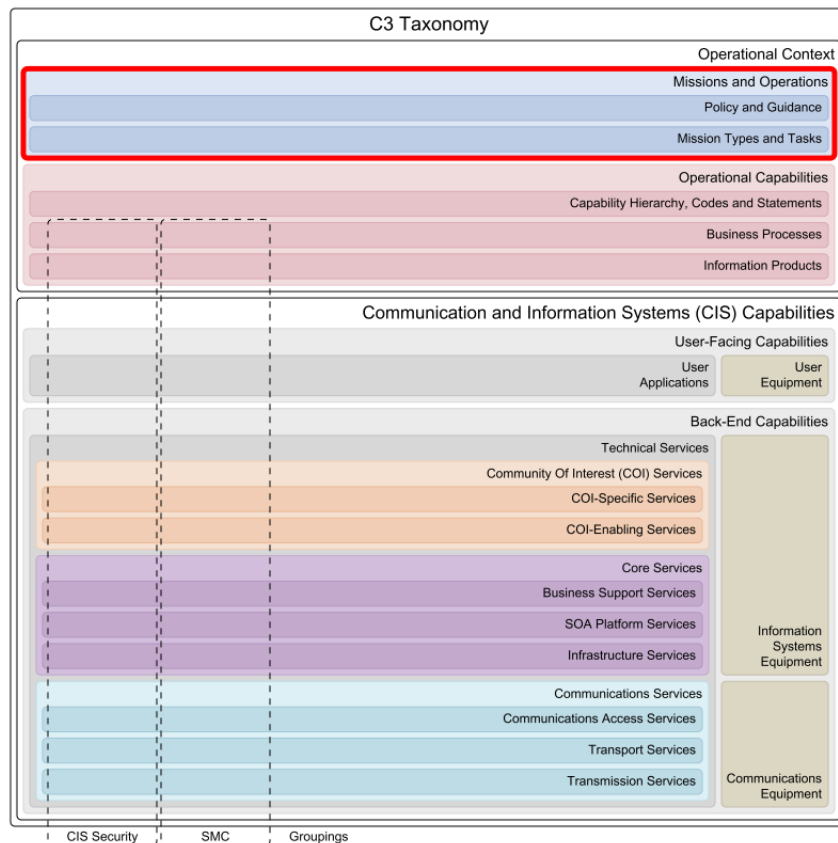 C3 Taxonomy
Operational Context
Missions and Operations
Policy and Guidance
Mission Types and Tasks
Operational Capabilities
Capability Hierarchy, Codes and Statements
Business Processes
Information Products
Communication and Information Systems (CIS) Capabilities
User-Facing Capabilities
User
Applications
User
Equipment
Back-End Capabilities
Technical Services
Community Of Interest (COI) Services
COI-Specific Services
COI-Enabling Services
Core Services
Business Support Services
SOA Platform Services
Infrastructure Services
Information
Systems
Equipment
Communications Services
Communications Access Services
Transport Services
Transmission Services
Communications
Equipment
CIS Security
SMC
Groupings